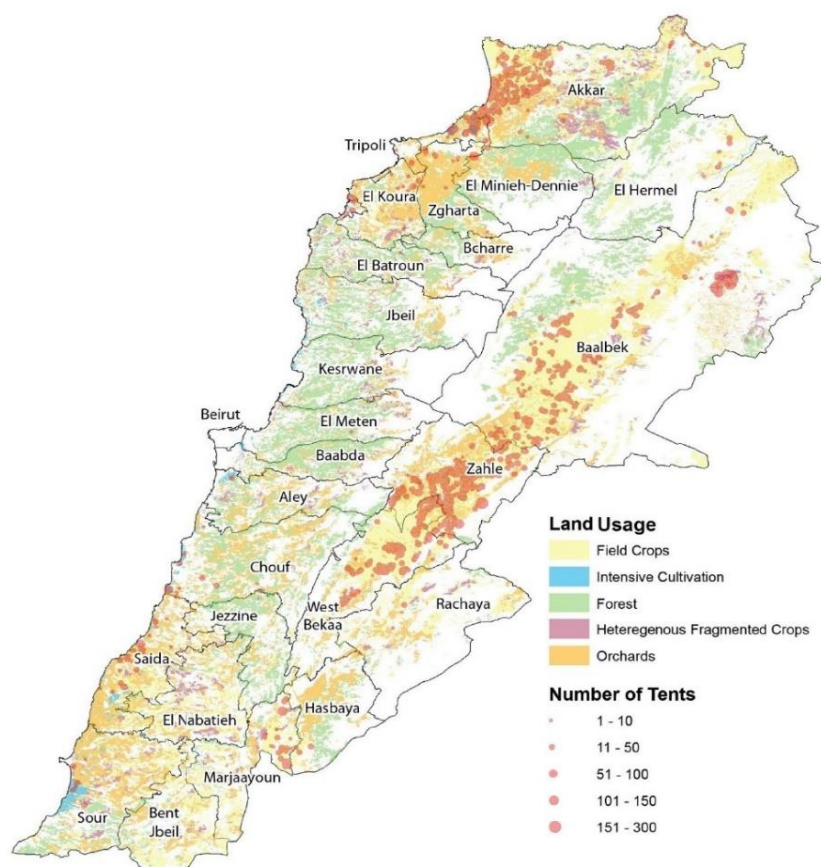 Akkar
Tripoli
El Minieh-Dennie
El Hermel
El Koura
Zgharta
Bcharre
El Batroun
Jbeil
Baalbek
Kesrwane
Beirut
El Meten
Baabda
Zahle
Aley
Land Usage
Field Crops
Chouf
Intensive Cultivation
Forest
Jezzine
West
Bekaa
Rachaya
Heteregenous Fragmented Crops
Orchards
Saida
Hasbaya
Number of Tents
El Nabatieh
1 - 10
11 - 50
Marjaayoun
51 - 100
Sour
Bent
Jbeil
101 - 150
151 - 300